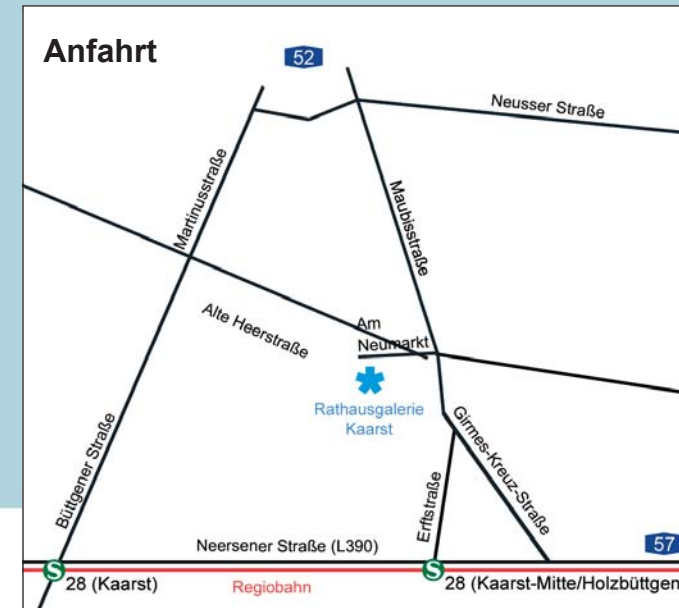 Anfahrt
52
Neusser Straße
Martinusstraße
Maubisstraße
Alte Heerstraße
Am
Neumarkt
Rathausgalerie
Kaarst
Girmes-Kreuz-Straße
Büttgener Straße
Erftstraße
Neersener Straße (L390)
57
S
28 (Kaarst)
Regiobahn
S
28 (Kaarst-Mitte/Holzbüttgen